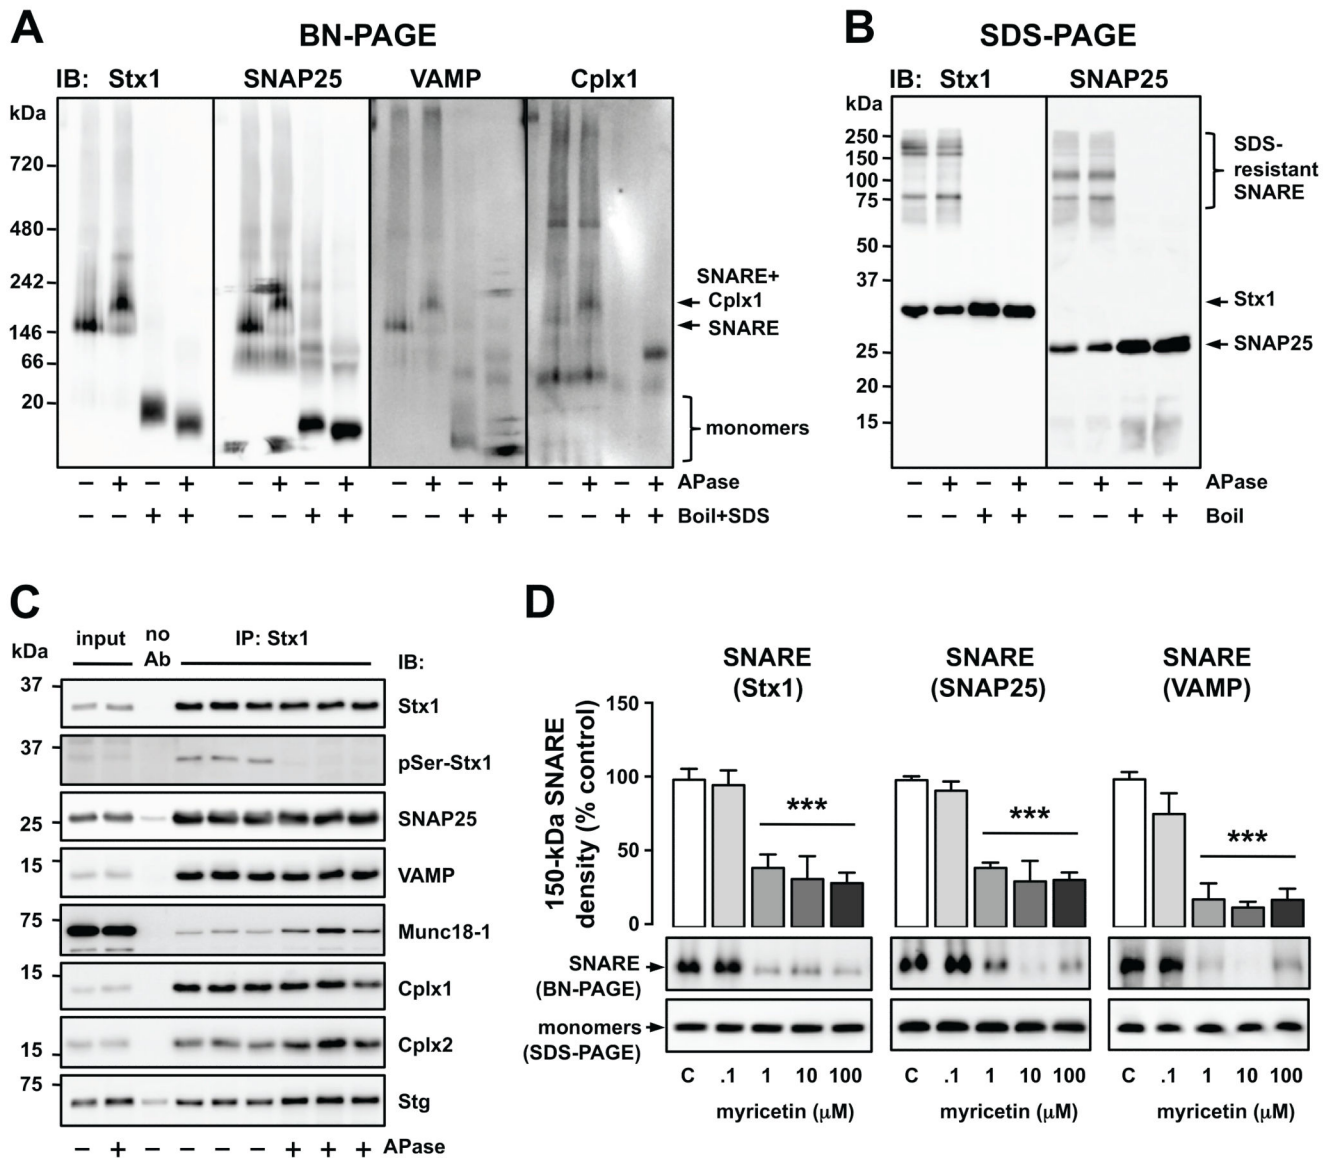 A
BN-PAGE
IB: Stx1 SNAP25 VAMP Cplx1
kDa
720
480
242
146
66
20
SNARE+
Cplx1
SNARE
monomers
− + − + − + − + − + − + − + − + APase
− − + + − − + + − − + + − − + + Boil+SDS
B
SDS-PAGE
IB: Stx1 SNAP25
kDa
250
150
100
75
50
37
25
20
15
SDS-
resistant
SNARE
Stx1
SNAP25
− + − + − + − + APase
− − + + − − + + Boil
C
input no Ab IP: Stx1
kDa
IB:
37 Stx1
37 pSer-Stx1
25 SNAP25
15 VAMP
75 Munc18-1
15 Cplx1
15 Cplx2
75 Stg
− + − − − − + + + APase
D
SNARE (Stx1)
SNARE (SNAP25)
SNARE (VAMP)
150-kDa SNARE
density (% control)
150
100
50
0
*** *** ***
SNARE
(BN-PAGE)
monomers
(SDS-PAGE)
C .1 1 10 100 C .1 1 10 100 C .1 1 10 100
myricetin (μM) myricetin (μM) myricetin (μM)